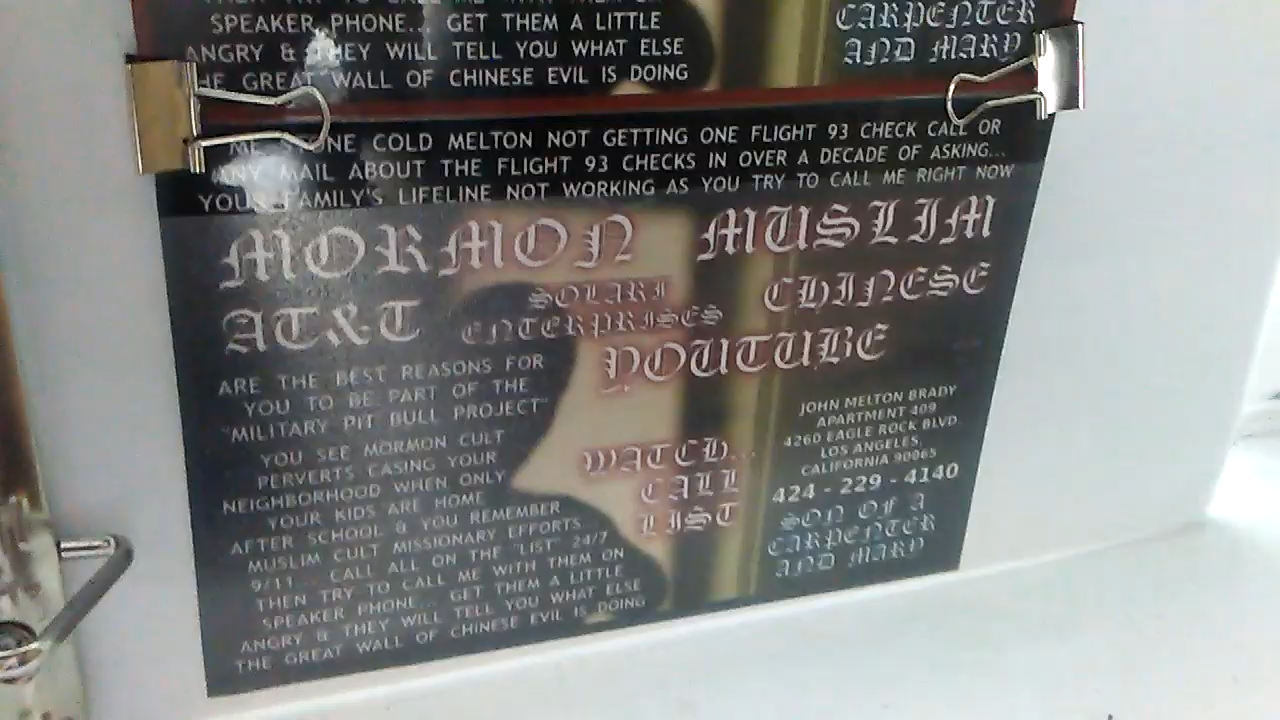 SPEAKER PHONE... GET THEM A LITTLE
ANGRY & THEY WILL TELL YOU WHAT ELSE
THE GREAT WALL OF CHINESE EVIL IS DOING
CARPENTER
AND MARY
ME STONE COLD MELTON NOT GETTING ONE FLIGHT 93 CHECK CALL OR
ANY MAIL ABOUT THE FLIGHT 93 CHECKS IN OVER A DECADE OF ASKING...
YOUR FAMILY'S LIFELINE NOT WORKING AS YOU TRY TO CALL ME RIGHT NOW
MORMON MUSLIM
AT&T SOLARI CHINESE
ENTERPRISES
YOUTUBE
ARE THE BEST REASONS FOR
YOU TO BE PART OF THE
"MILITARY PIT BULL PROJECT"
YOU SEE MORMON CULT
PERVERTS CASING YOUR
NEIGHBORHOOD WHEN ONLY
YOUR KIDS ARE HOME
AFTER SCHOOL & YOU REMEMBER
MUSLIM CULT MISSIONARY EFFORTS...
9/11... CALL ALL ON THE "LIST" 24/7
THEN TRY TO CALL ME WITH THEM ON
SPEAKER PHONE... GET THEM A LITTLE
ANGRY & THEY WILL TELL YOU WHAT ELSE
THE GREAT WALL OF CHINESE EVIL IS DOING
WATCH...
CALL
LIST
JOHN MELTON BRADY
APARTMENT 409
4260 EAGLE ROCK BLVD
LOS ANGELES,
CALIFORNIA 90065
424 - 229 - 4140
SON OF A
CARPENTER
AND MARY